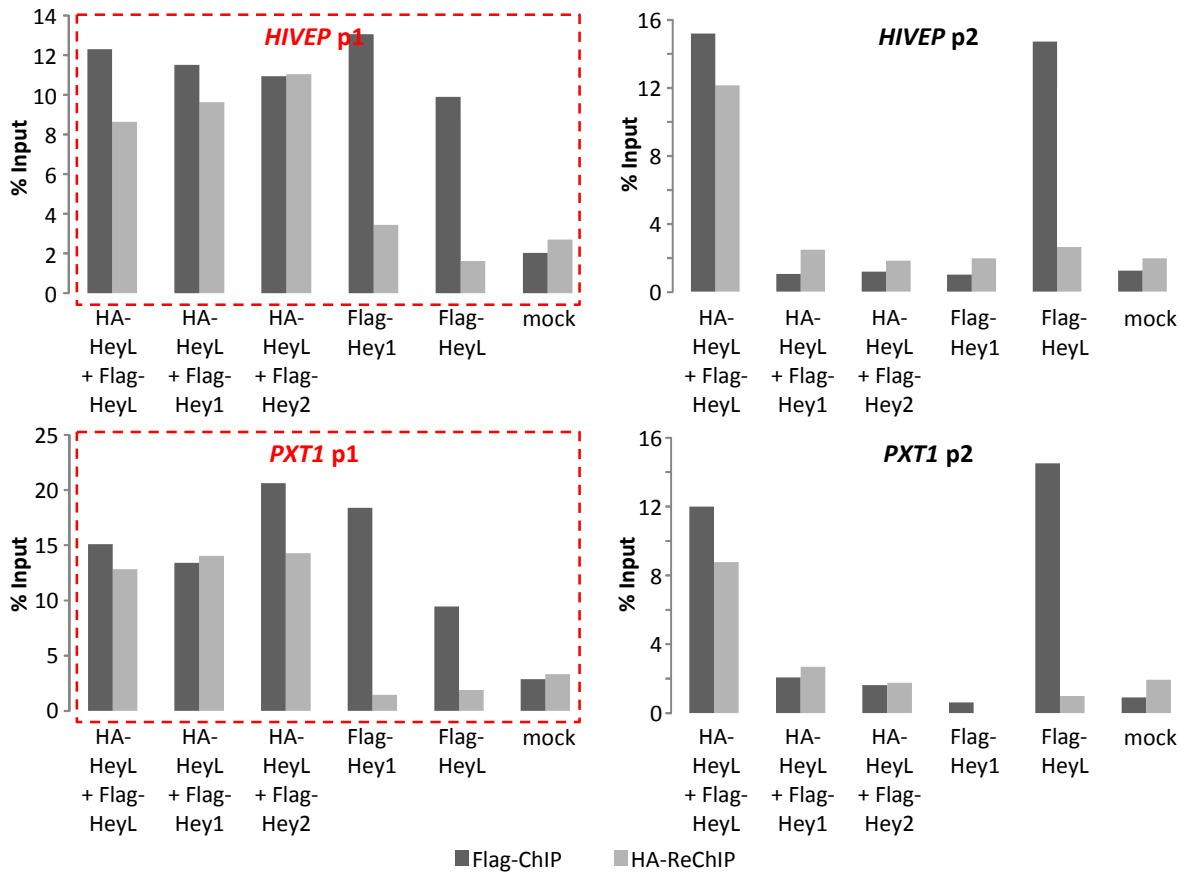 HIVEP p1
% Input
14
12
10
8
6
4
2
0
HA-
HeyL
+ Flag-
HeyL
HA-
HeyL
+ Flag-
Hey1
HA-
HeyL
+ Flag-
Hey2
Flag-
Hey1
Flag-
HeyL
mock
HIVEP p2
% Input
16
12
8
4
0
HA-
HeyL
+ Flag-
HeyL
HA-
HeyL
+ Flag-
Hey1
HA-
HeyL
+ Flag-
Hey2
Flag-
Hey1
Flag-
HeyL
mock
PXT1 p1
% Input
25
20
15
10
5
0
HA-
HeyL
+ Flag-
HeyL
HA-
HeyL
+ Flag-
Hey1
HA-
HeyL
+ Flag-
Hey2
Flag-
Hey1
Flag-
HeyL
mock
PXT1 p2
% Input
16
12
8
4
0
HA-
HeyL
+ Flag-
HeyL
HA-
HeyL
+ Flag-
Hey1
HA-
HeyL
+ Flag-
Hey2
Flag-
Hey1
Flag-
HeyL
mock
Flag-ChIP
HA-ReChIP